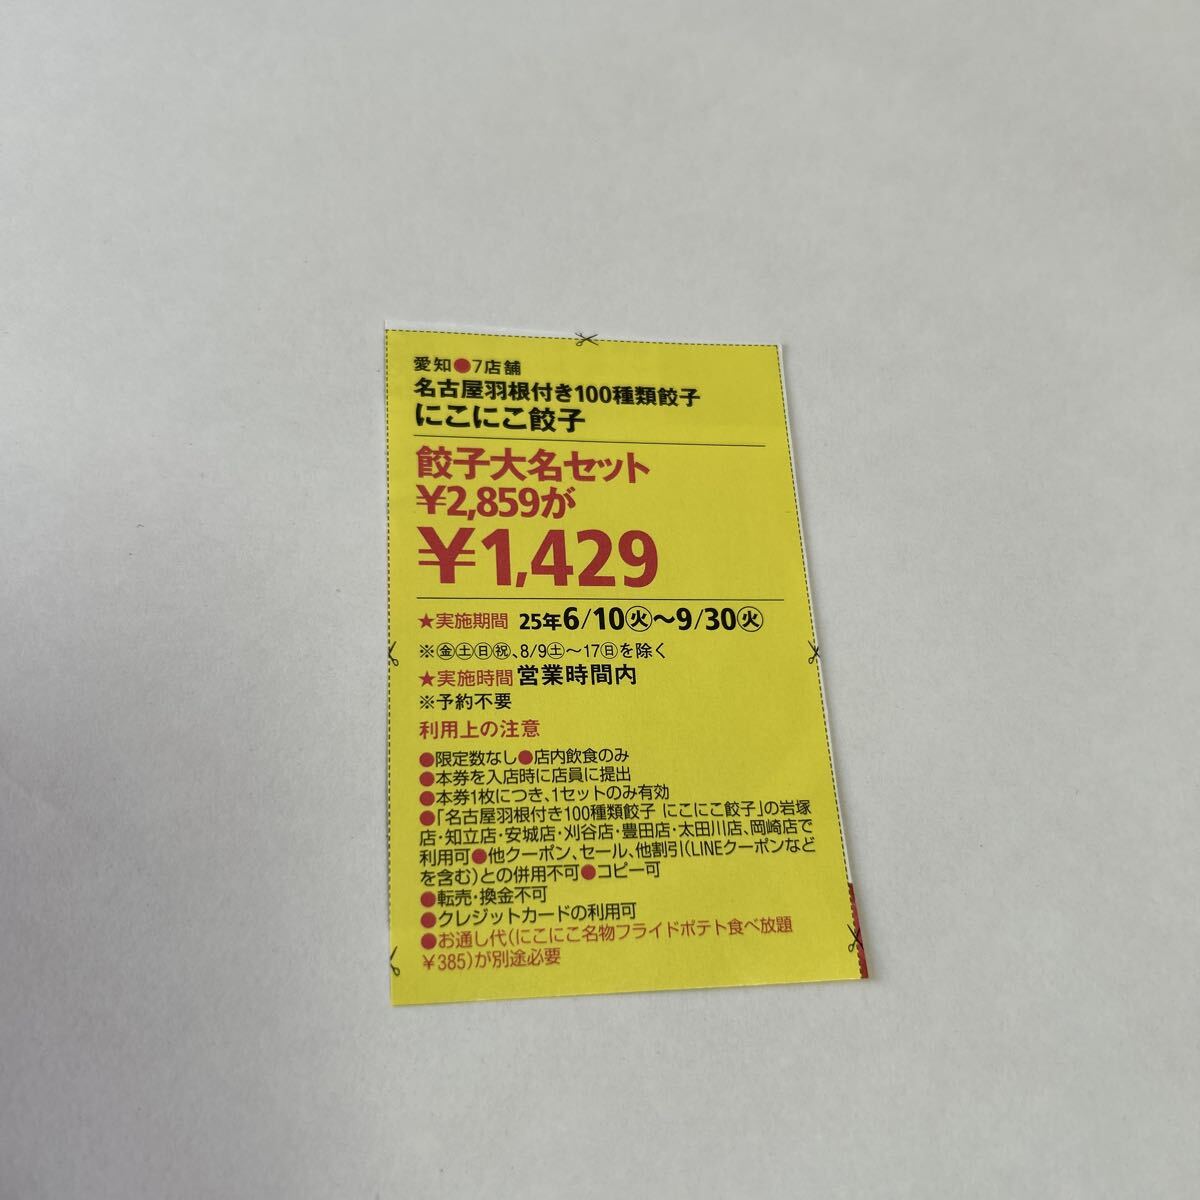 愛知●7店舗
名古屋羽根付き100種類餃子
にこにこ餃子
餃子大名セット
¥2,859が
¥1,429
★実施期間 25年6/10㊋〜9/30㊋
※㊎㊏㊐㊗、8/9㊏〜17㊐を除く
★実施時間 営業時間内
※予約不要
利用上の注意
●限定数なし●店内飲食のみ
●本券を入店時に店員に提出
●本券1枚につき、1セットのみ有効
●「名古屋羽根付き100種類餃子 にこにこ餃子」の岩塚
店・知立店・安城店・刈谷店・豊田店・太田川店、岡崎店で
利用可●他クーポン、セール、他割引(LINEクーポンなど
を含む)との併用不可●コピー可
●転売・換金不可
●クレジットカードの利用可
●お通し代(にこにこ名物フライドポテト食べ放題
¥385)が別途必要